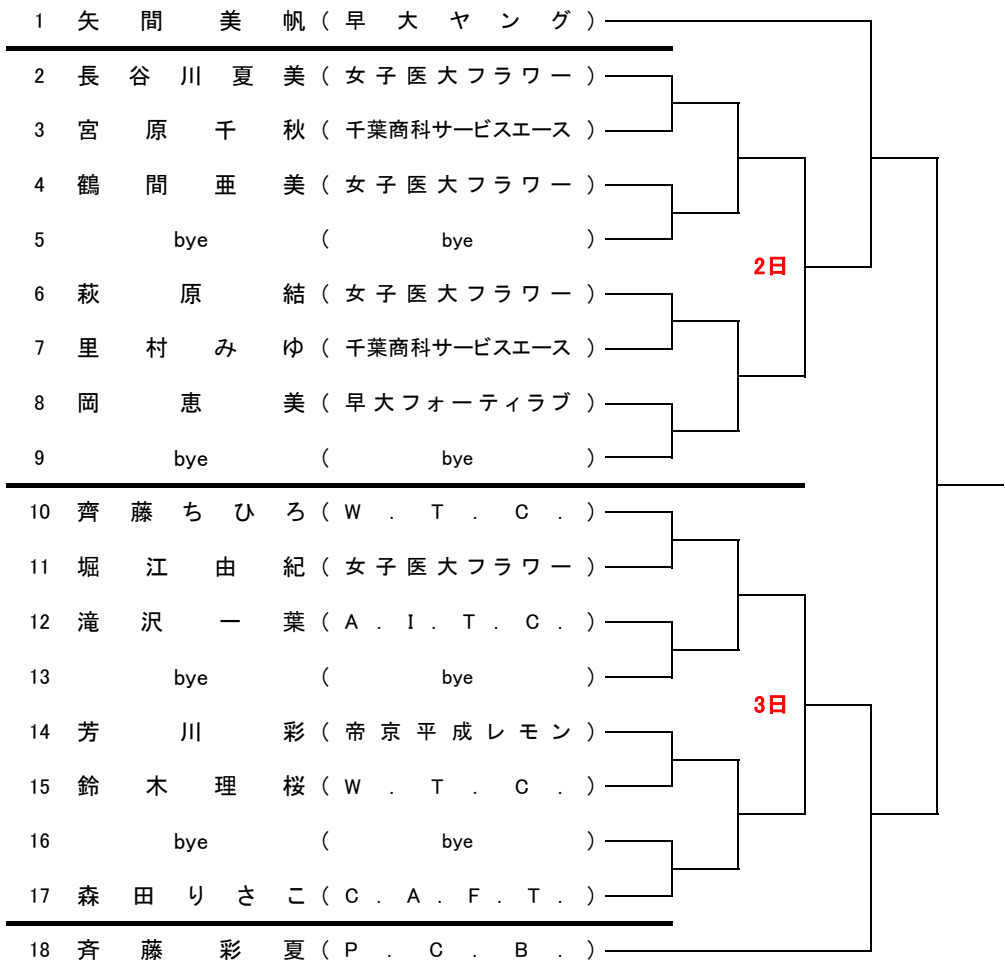 1 矢間美帆 (早大ヤング)
2 長谷川夏美 (女子医大フラワー)
3 宮原千秋 (千葉商科サービスエース)
4 鶴間亜美 (女子医大フラワー)
5 bye (bye)
2日
6 萩原結 (女子医大フラワー)
7 里村みゆ (千葉商科サービスエース)
8 岡恵美 (早大フォーティラブ)
9 bye (bye)
10 齊藤ちひろ (W.T.C.)
11 堀江由紀 (女子医大フラワー)
12 滝沢一葉 (A.I.T.C.)
13 bye (bye)
3日
14 芳川彩 (帝京平成レモン)
15 鈴木理桜 (W.T.C.)
16 bye (bye)
17 森田りさこ (C.A.F.T.)
18 斉藤彩夏 (P.C.B.)